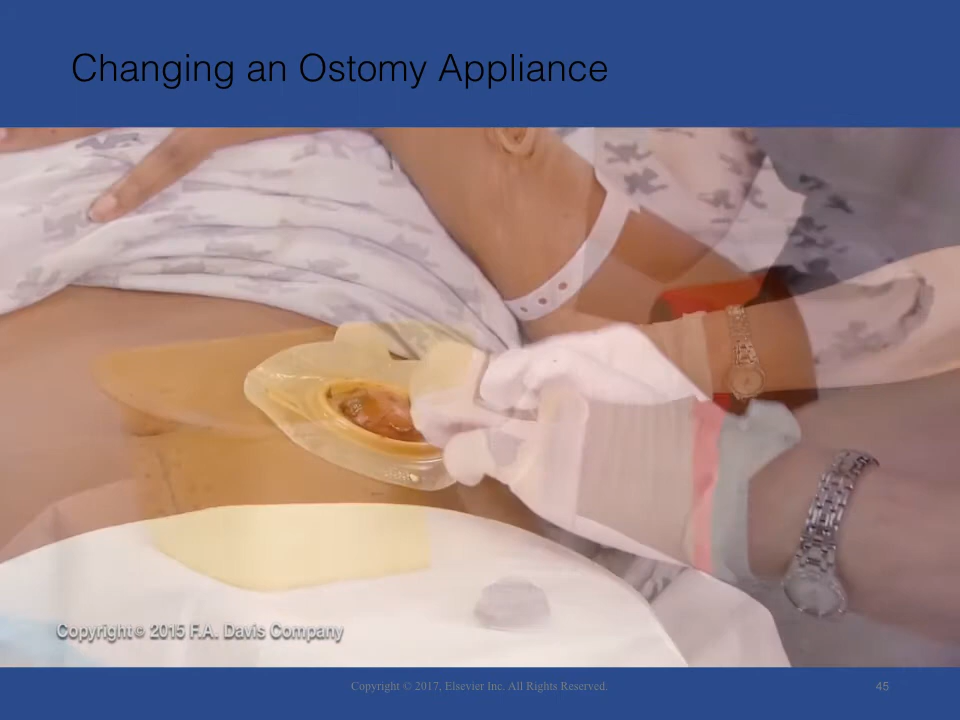 Changing an Ostomy Appliance
Copyright © 2015 F.A. Davis Company
Copyright © 2017, Elsevier Inc. All Rights Reserved.
45